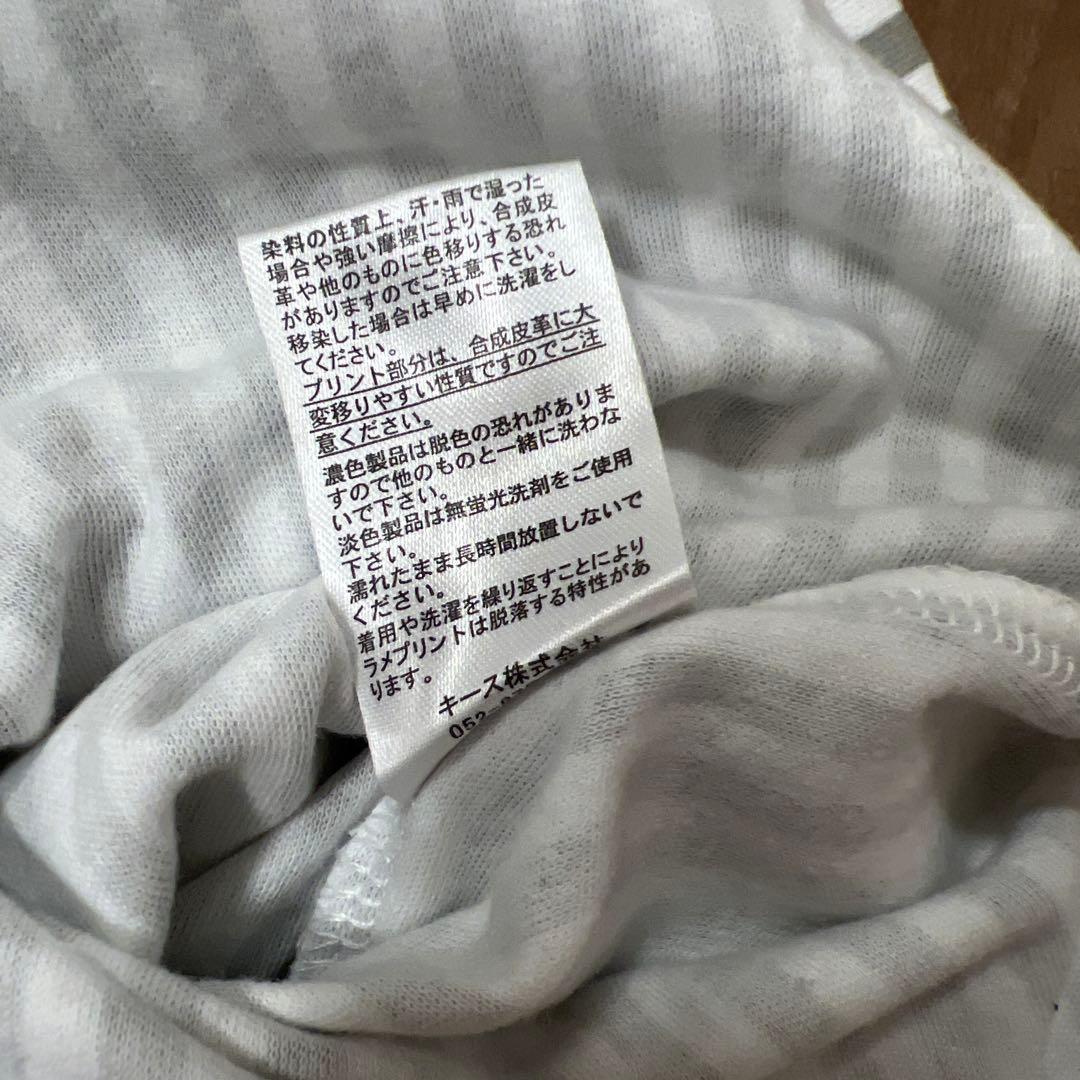 染料の性質上、汗・雨で湿った
場合や強い摩擦により、合成皮
革や他のものに色移りする恐れ
がありますのでご注意下さい。
移染した場合は早めに洗濯をし
てください。
プリント部分は、合成皮革に大
変移りやすい性質ですのでご注
意ください。
濃色製品は脱色の恐れがありま
すので他のものと一緒に洗わな
いで下さい。
淡色製品は無蛍光洗剤をご使用
下さい。
濡れたまま長時間放置しないで
ください。
着用や洗濯を繰り返すことにより
ラメプリントは脱落する特性があ
ります。
キース株式会社
052-